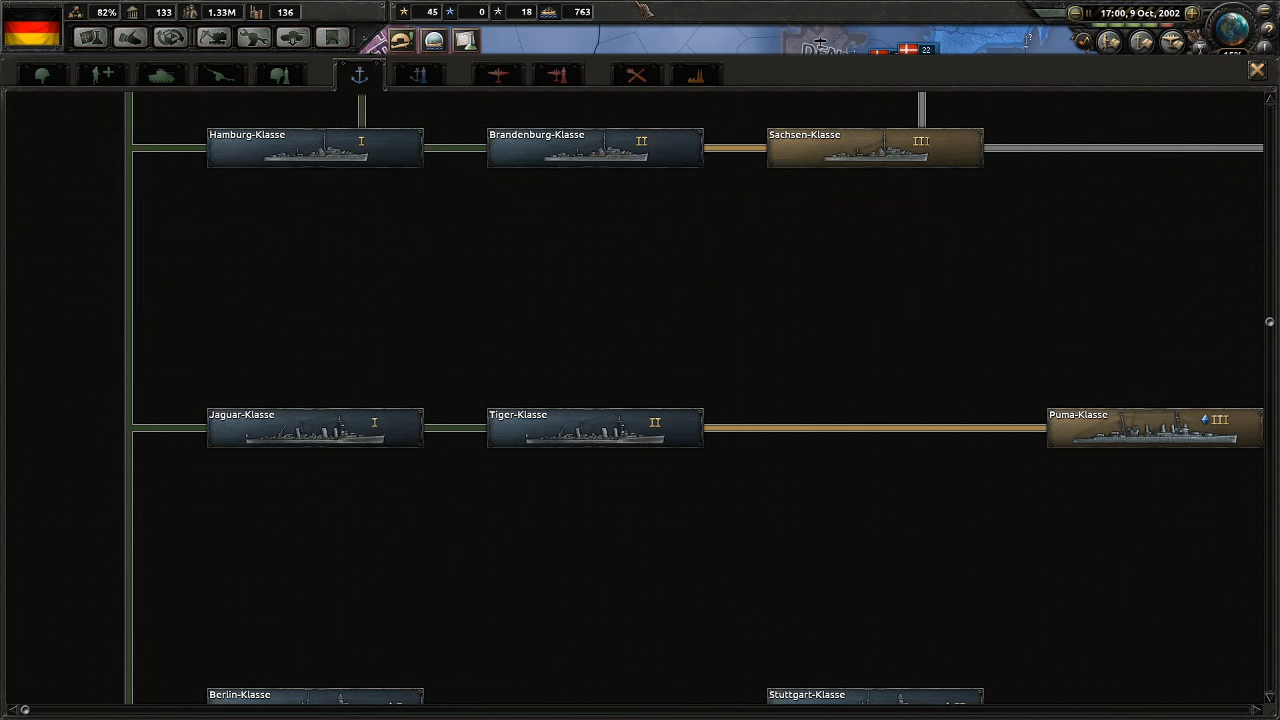 82% 133 1.33M 136 45 0 18 763 17:00, 9 Oct, 2002
22
15%
Hamburg-Klasse I
Brandenburg-Klasse II
Sachsen-Klasse III
Jaguar-Klasse I
Tiger-Klasse II
Puma-Klasse III
Berlin-Klasse
Stuttgart-Klasse